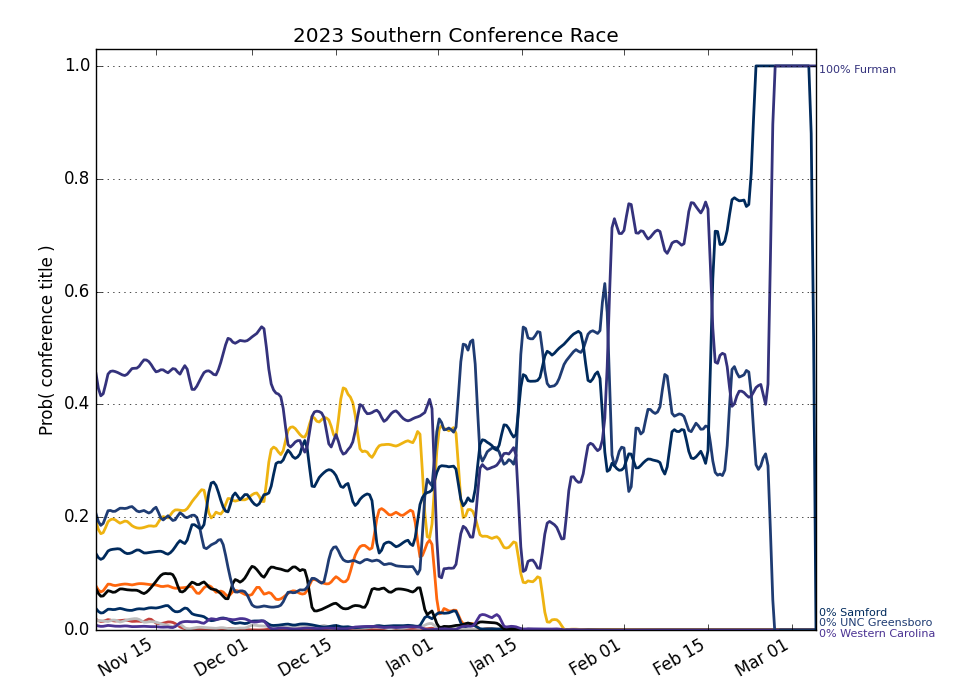 2023 Southern Conference Race
Prob( conference title )
1.0
0.8
0.6
0.4
0.2
0.0
Nov 15
Dec 01
Dec 15
Jan 01
Jan 15
Feb 01
Feb 15
Mar 01
100% Furman
0% Samford
0% UNC Greensboro
0% Western Carolina